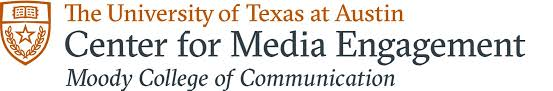 The University of Texas at Austin
Center for Media Engagement
Moody College of Communication